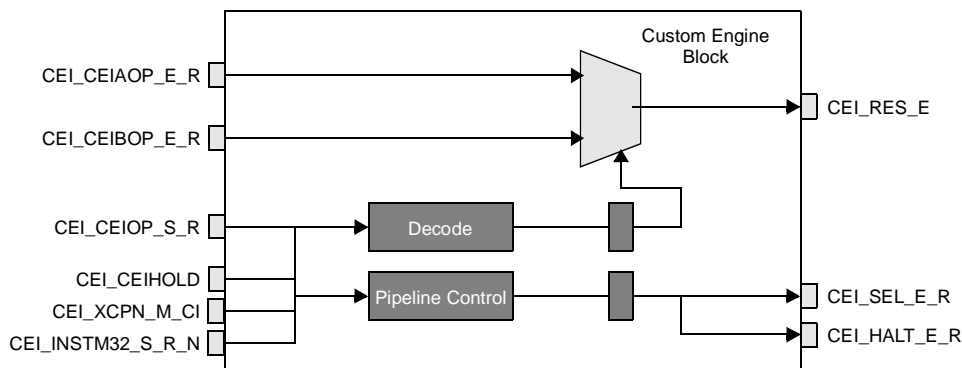 Custom Engine
Block
CEI_CEIAOP_E_R
CEI_RES_E
CEI_CEIBOP_E_R
CEI_CEIOP_S_R
Decode
CEI_CEIHOLD
Pipeline Control
CEI_SEL_E_R
CEI_XCPN_M_CI
CEI_HALT_E_R
CEI_INSTM32_S_R_N